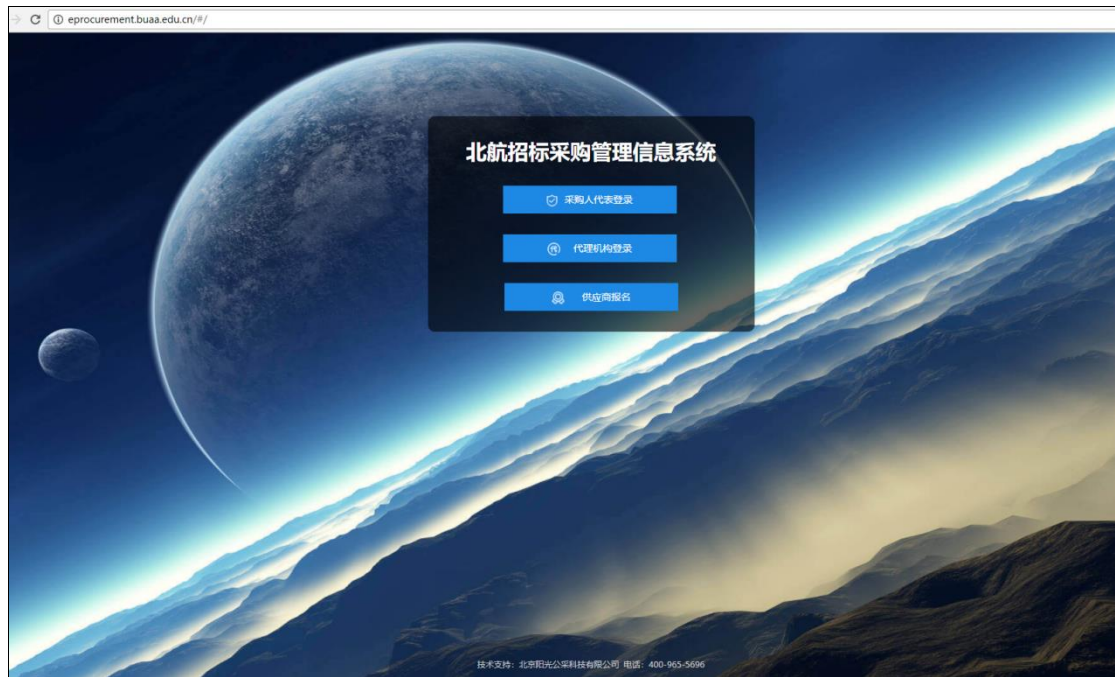 eprocurement.buaa.edu.cn/#/
北航招标采购管理信息系统
采购人代表登录
代 代理机构登录
供应商报名
技术支持：北京阳光公采科技有限公司 电话：400-965-5696